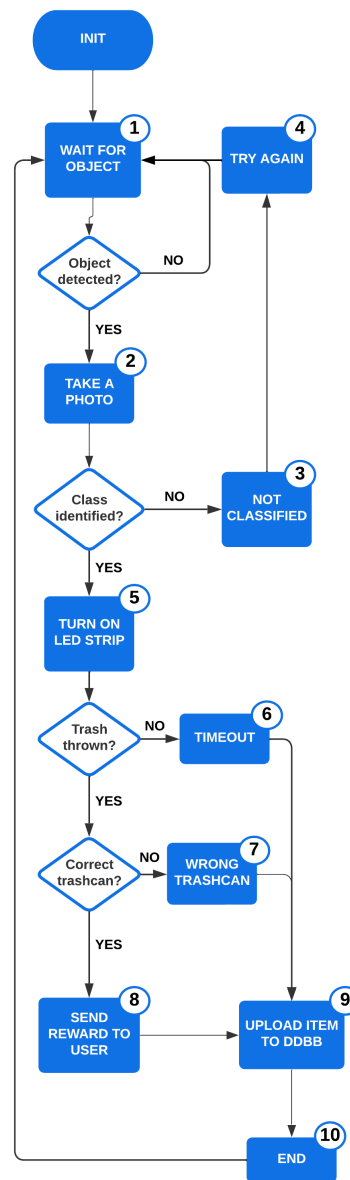 INIT
1
WAIT FOR
OBJECT
4
TRY AGAIN
Object
detected?
NO
YES
2
TAKE A
PHOTO
Class
identified?
NO
3
NOT
CLASSIFIED
YES
5
TURN ON
LED STRIP
Trash
thrown?
NO
6
TIMEOUT
YES
Correct
trashcan?
NO
7
WRONG
TRASHCAN
YES
8
SEND
REWARD TO
USER
9
UPLOAD ITEM
TO DDBB
10
END